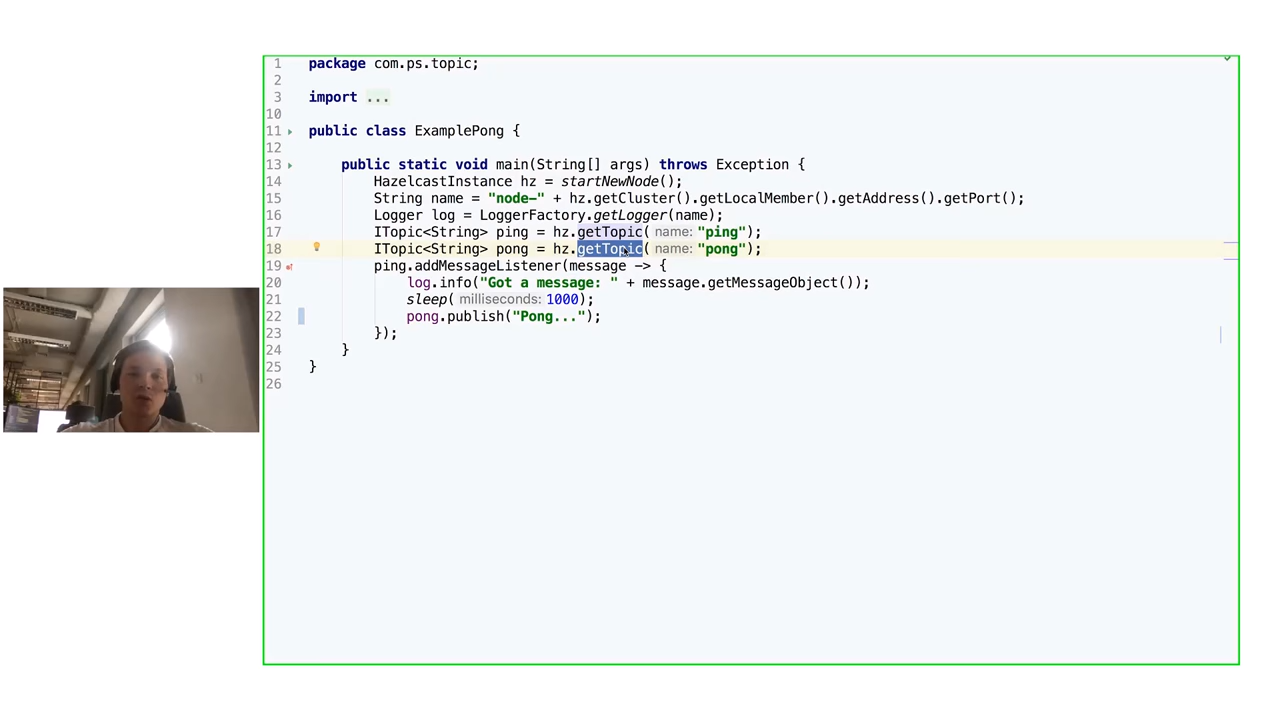 1 package com.ps.topic;
2
3 import ...
10
11 public class ExamplePong {
12
13 public static void main(String[] args) throws Exception {
14 HazelcastInstance hz = startNewNode();
15 String name = "node-" + hz.getCluster().getLocalMember().getAddress().getPort();
16 Logger log = LoggerFactory.getLogger(name);
17 ITopic<String> ping = hz.getTopic( name: "ping");
18 ITopic<String> pong = hz.getTopic( name: "pong");
19 ping.addMessageListener(message -> {
20 log.info("Got a message: " + message.getMessageObject());
21 sleep( milliseconds: 1000);
22 pong.publish("Pong...");
23 });
24 }
25 }
26